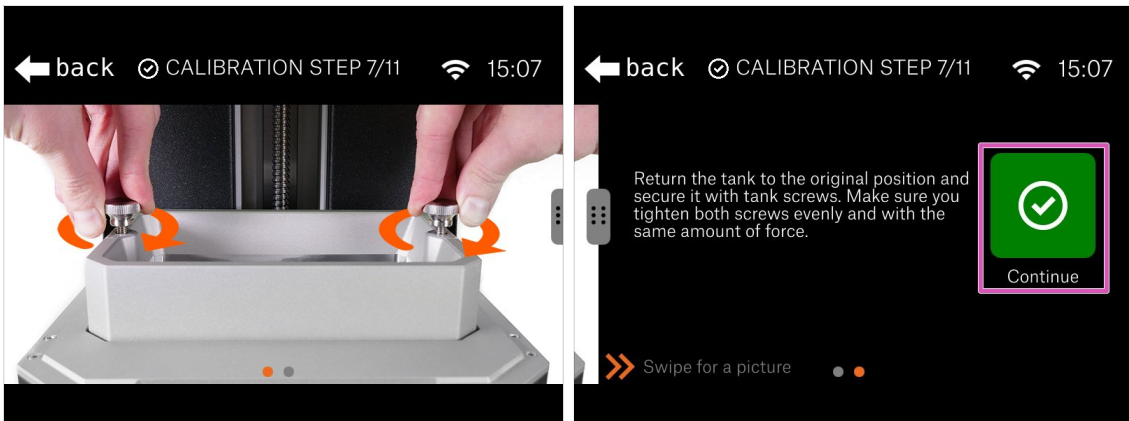 back CALIBRATION STEP 7/11 15:07
back CALIBRATION STEP 7/11 15:07
Return the tank to the original position and
secure it with tank screws. Make sure you
tighten both screws evenly and with the
same amount of force.
Continue
Swipe for a picture